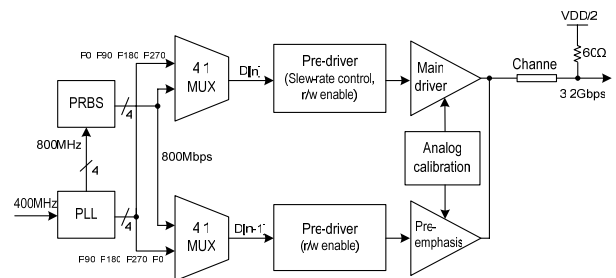 VDD/2
60Ω
F0 F90 F180 F270
4 1
MUX
D[n]
Pre-driver
(Slew-rate control,
r/w enable)
Main
driver
Channe
3 2Gbps
PRBS
4
800MHz
4
800Mbps
Analog
calibration
400MHz
PLL
4
4 1
MUX
D[n-1]
Pre-driver
(r/w enable)
Pre-
emphasis
F90 F180 F270 F0